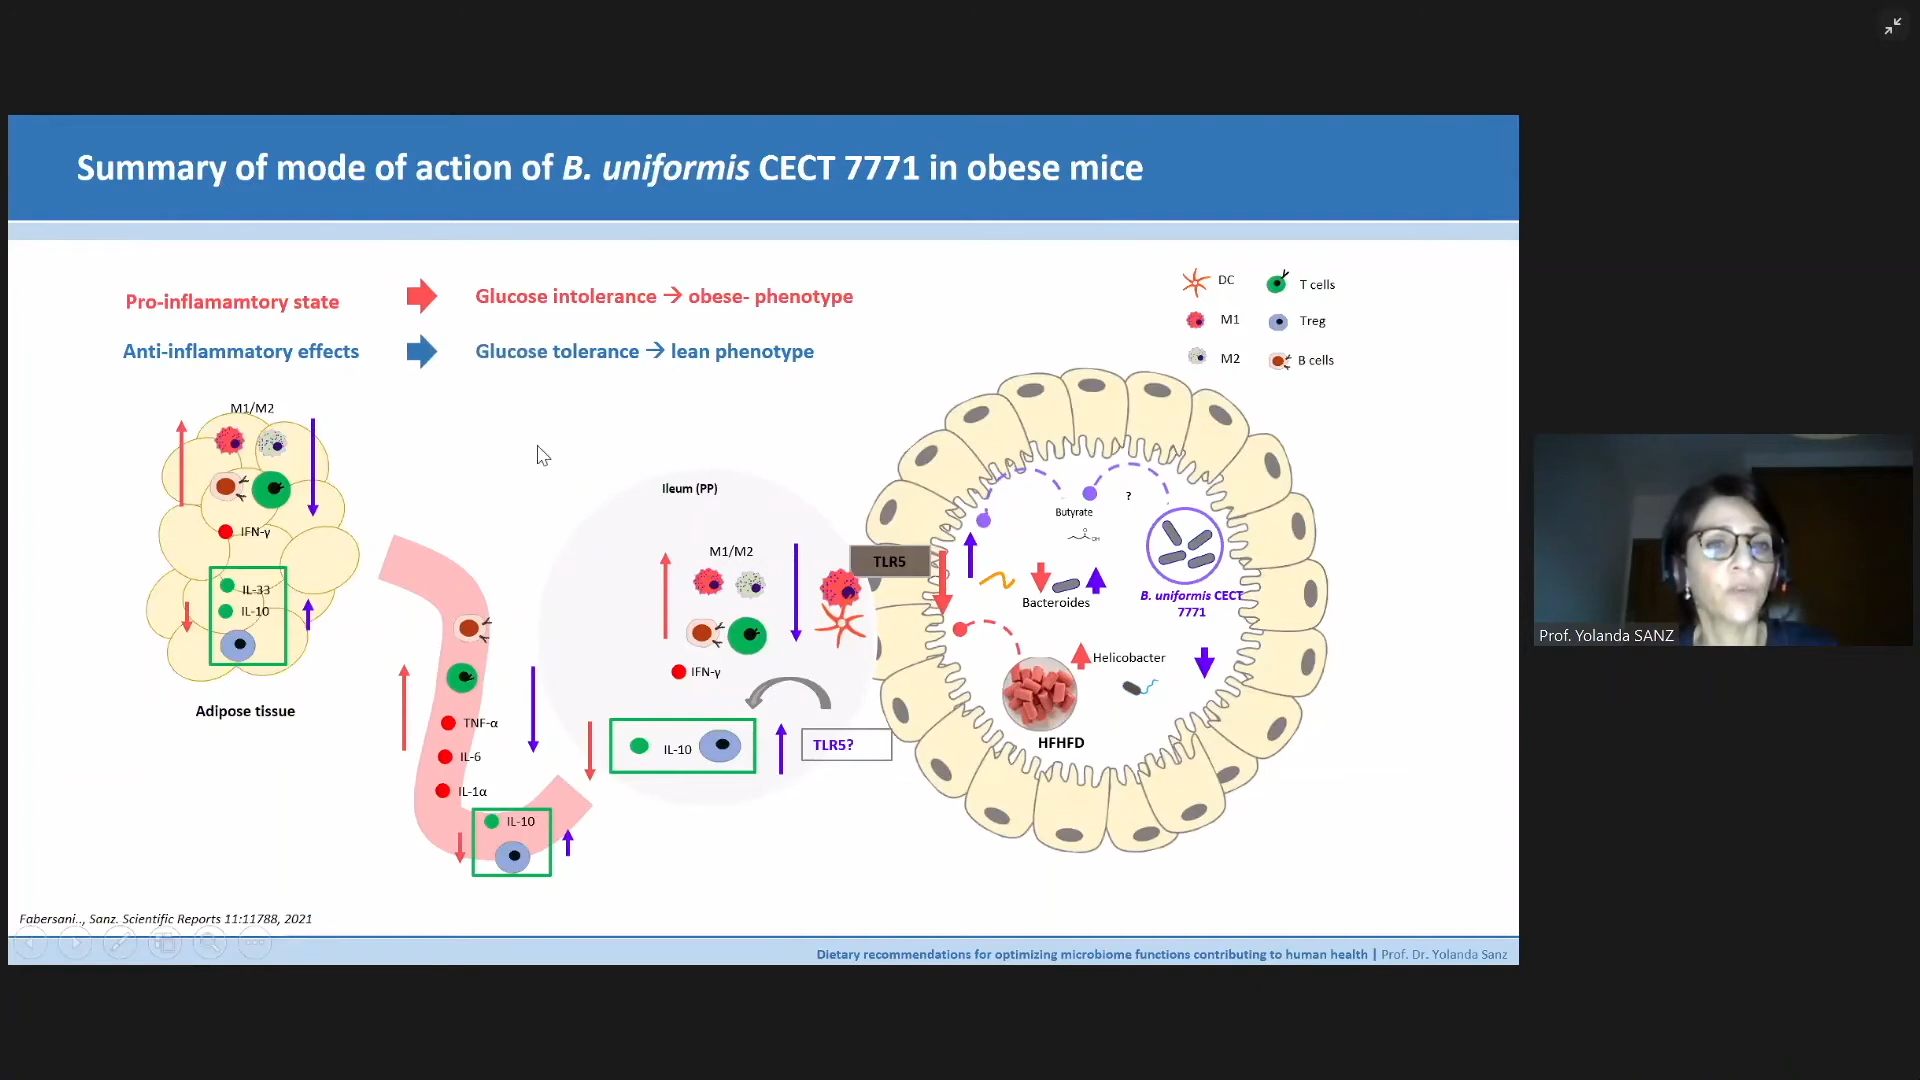 Summary of mode of action of B. uniformis CECT 7771 in obese mice
Pro-inflamamtory state
Glucose intolerance → obese- phenotype
Anti-inflammatory effects
Glucose tolerance → lean phenotype
DC
T cells
M1
Treg
M2
B cells
M1/M2
IFN-γ
IL-33
IL-10
Adipose tissue
TNF-α
IL-6
IL-1α
IL-10
Ileum (PP)
M1/M2
IFN-γ
IL-10
TLR5?
TLR5
Butyrate
?
OH
Bacteroides
B. uniformis CECT
7771
Helicobacter
HFHFD
Fabersani.., Sanz. Scientific Reports 11:11788, 2021
Dietary recommendations for optimizing microbiome functions contributing to human health | Prof. Dr. Yolanda Sanz
Prof. Yolanda SANZ